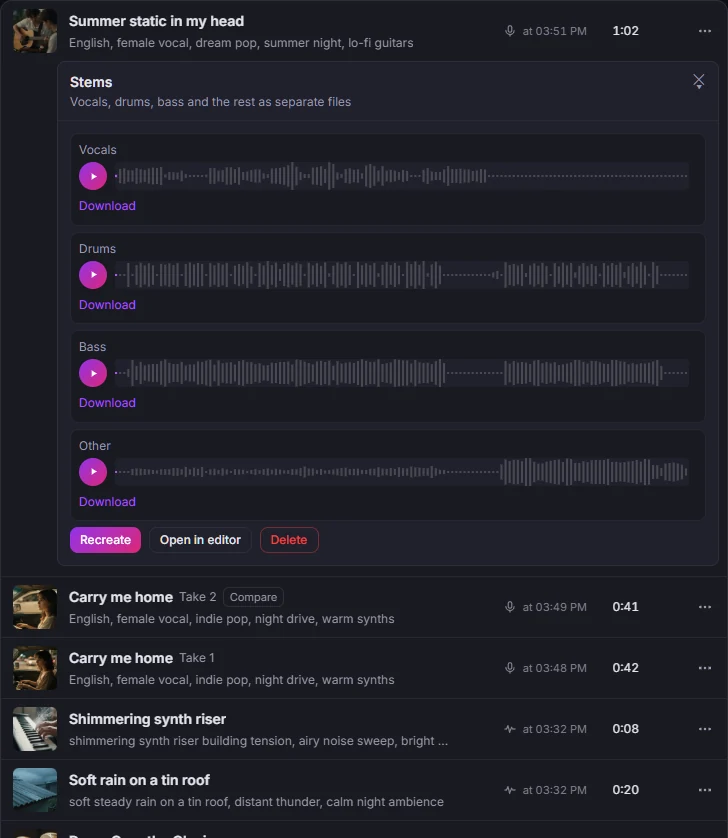 Summer static in my head
English, female vocal, dream pop, summer night, lo-fi guitars
at 03:51 PM
1:02
Stems
Vocals, drums, bass and the rest as separate files
Vocals
Download
Drums
Download
Bass
Download
Other
Download
Recreate
Open in editor
Delete
Carry me home Take 2 Compare
English, female vocal, indie pop, night drive, warm synths
at 03:49 PM
0:41
Carry me home Take 1
English, female vocal, indie pop, night drive, warm synths
at 03:48 PM
0:42
Shimmering synth riser
shimmering synth riser building tension, airy noise sweep, bright ...
at 03:32 PM
0:08
Soft rain on a tin roof
soft steady rain on a tin roof, distant thunder, calm night ambience
at 03:32 PM
0:20